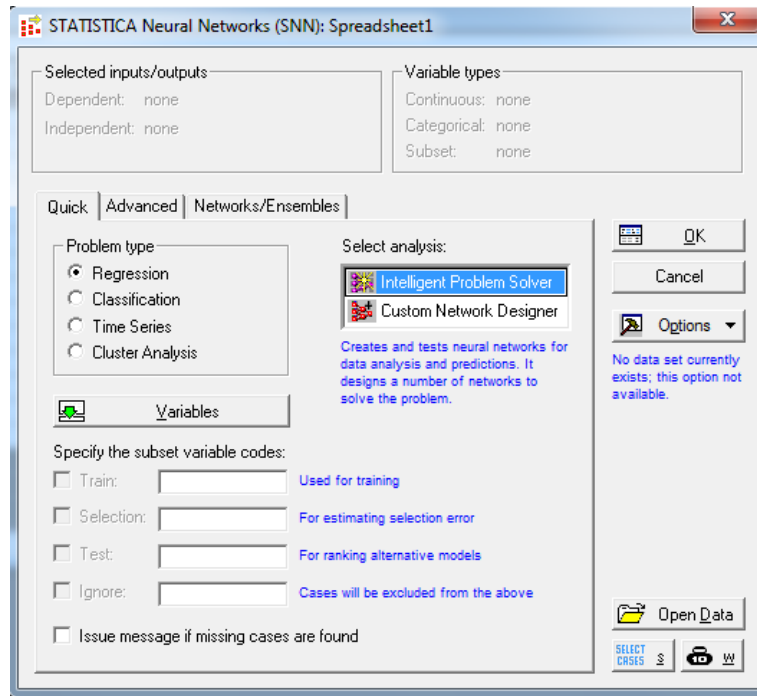 STATISTICA Neural Networks (SNN): Spreadsheet1
Selected inputs/outputs
Dependent: none
Independent: none
Variable types
Continuous: none
Categorical: none
Subset: none
Quick
Advanced
Networks/Ensembles
Problem type
Regression
Classification
Time Series
Cluster Analysis
Variables
Select analysis:
Intelligent Problem Solver
Custom Network Designer
Creates and tests neural networks for
data analysis and predictions. It
designs a number of networks to
solve the problem.
Specify the subset variable codes:
Train:
Used for training
Selection:
For estimating selection error
Test:
For ranking alternative models
Ignore:
Cases will be excluded from the above
Issue message if missing cases are found
OK
Cancel
Options
No data set currently
exists; this option not
available.
Open Data
SELECT
CASES
S
10
W